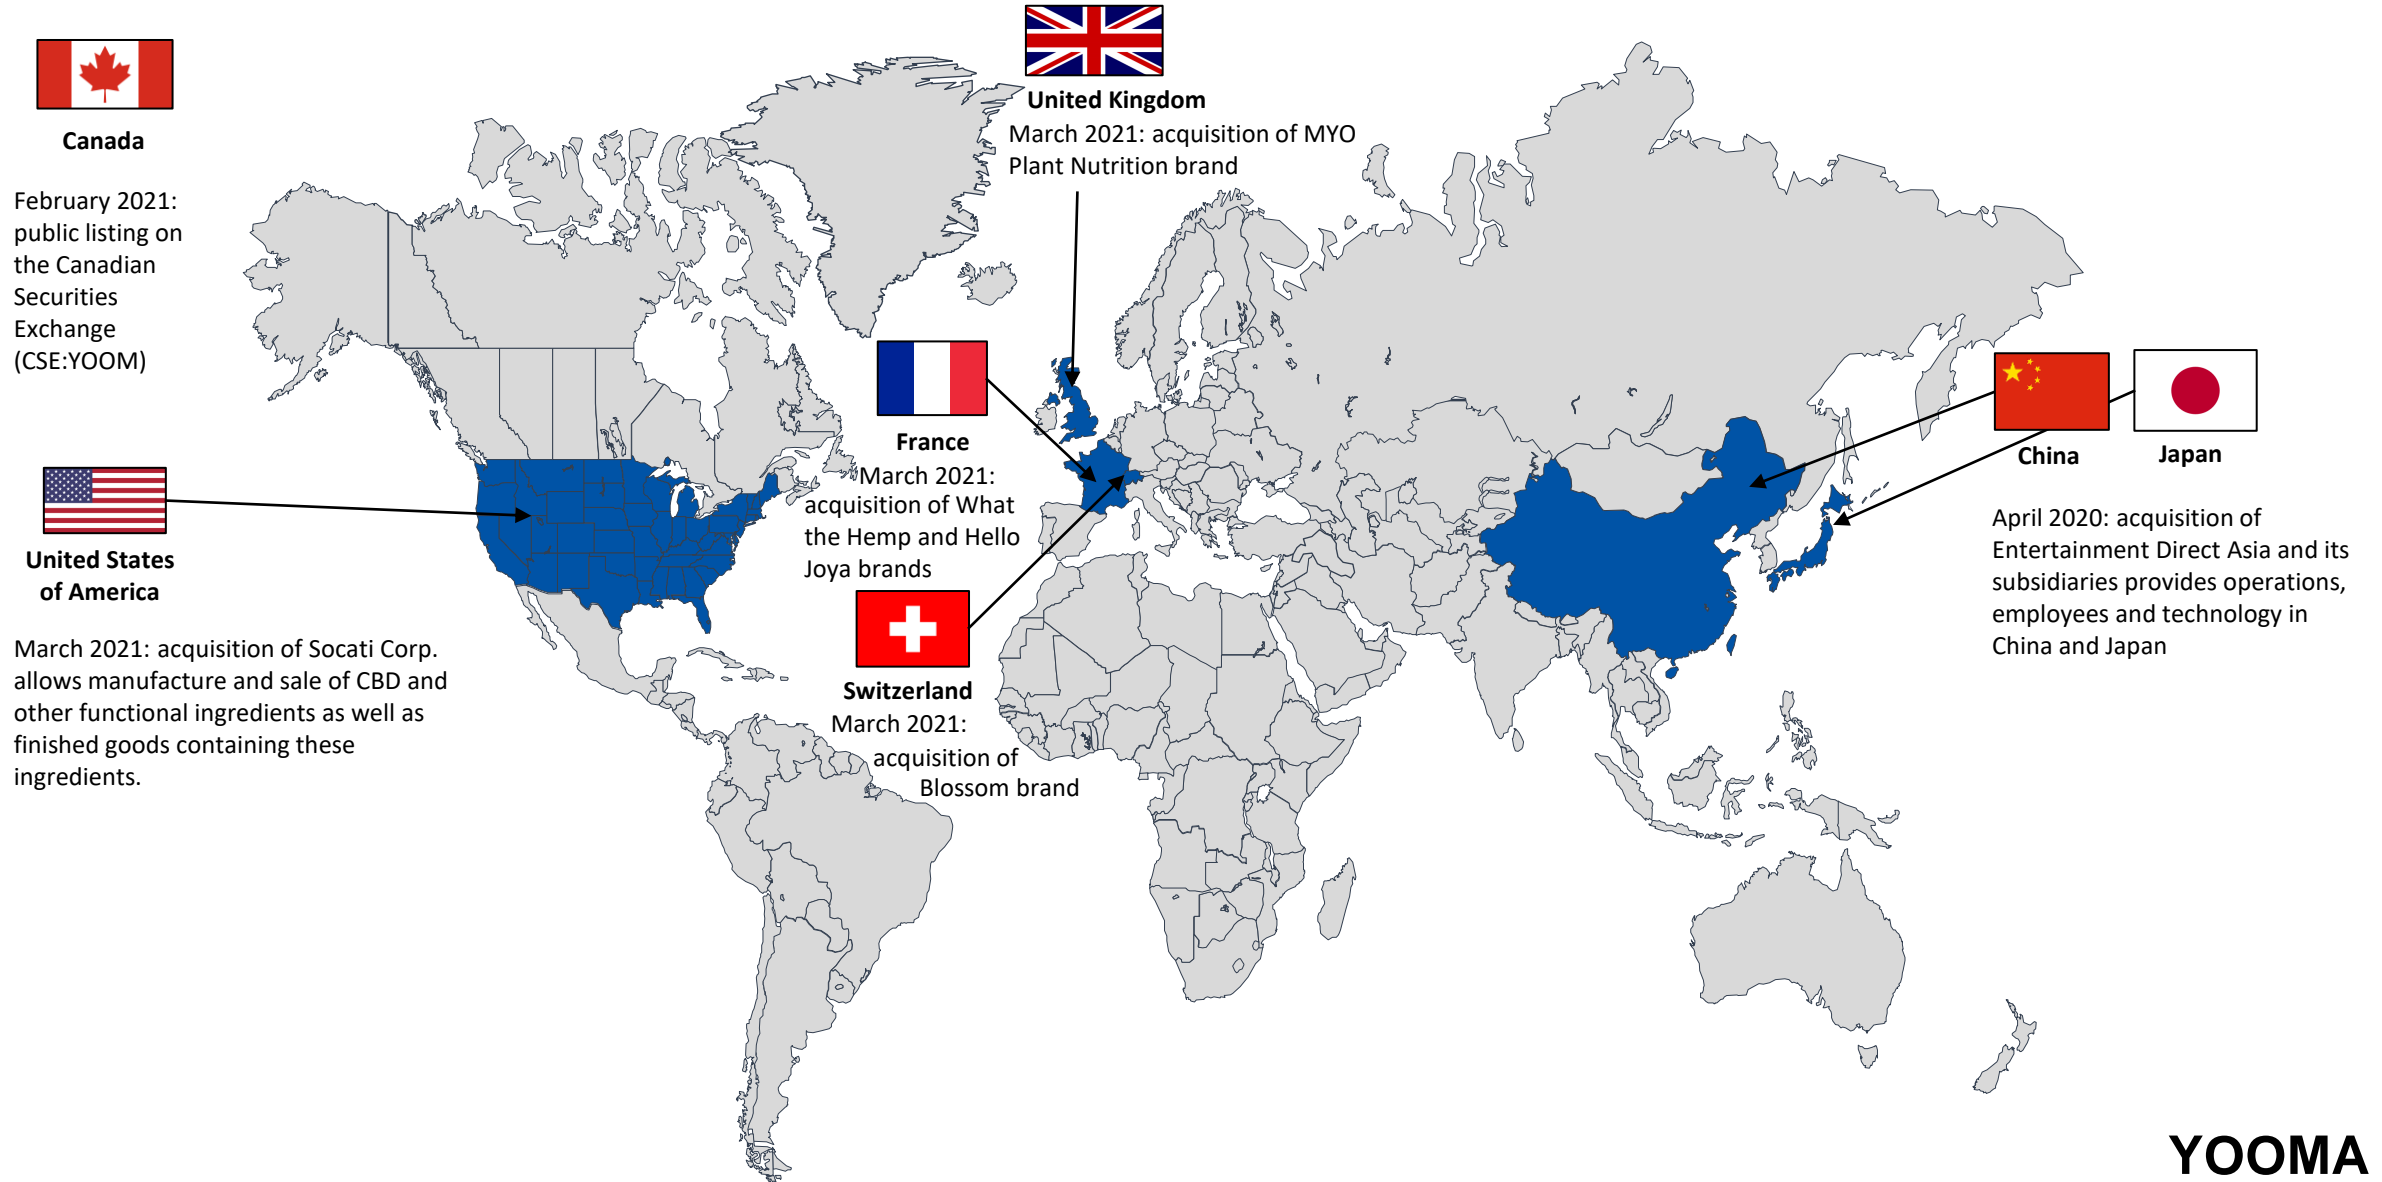 Canada
February 2021:
public listing on
the Canadian
Securities
Exchange
(CSE:YOOM)
United States
of America
March 2021: acquisition of Socati Corp.
allows manufacture and sale of CBD and
other functional ingredients as well as
finished goods containing these
ingredients.
United Kingdom
March 2021: acquisition of MYO
Plant Nutrition brand
France
March 2021:
acquisition of What
the Hemp and Hello
Joya brands
Switzerland
March 2021:
acquisition of
Blossom brand
China
Japan
April 2020: acquisition of
Entertainment Direct Asia and its
subsidiaries provides operations,
employees and technology in
China and Japan
YOOMA